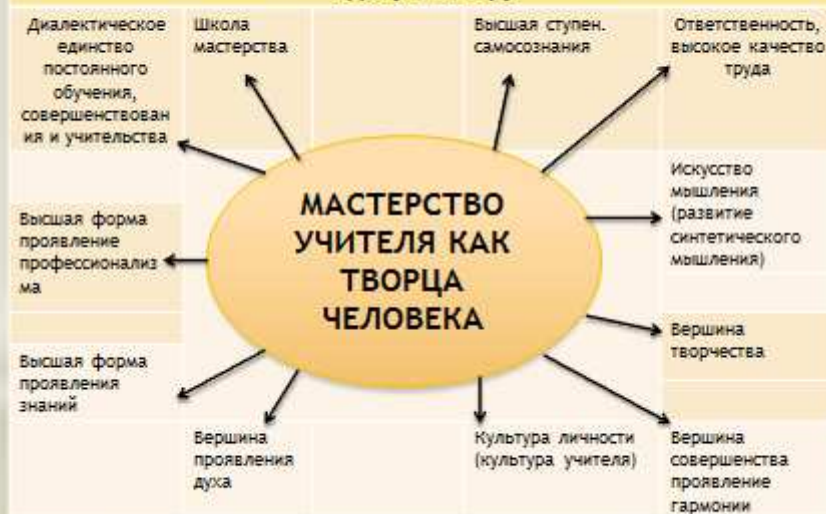 Диалектическое
единство
постоянного
обучения,
совершенствован
ия и учительства
Школа
мастерства
Высшая ступен.
самосознания
Ответственность,
высокое качество
труда
МАСТЕРСТВО
УЧИТЕЛЯ КАК
ТВОРЦА
ЧЕЛОВЕКА
Искусство
мышления
(развитие
синтетического
мышления)
Высшая форма
проявление
профессионализ
ма
Вершина
творчества
Высшая форма
проявления
знаний
Вершина
проявления
духа
Культура личности
(культура учителя)
Вершина
совершенства
проявление
гармонии